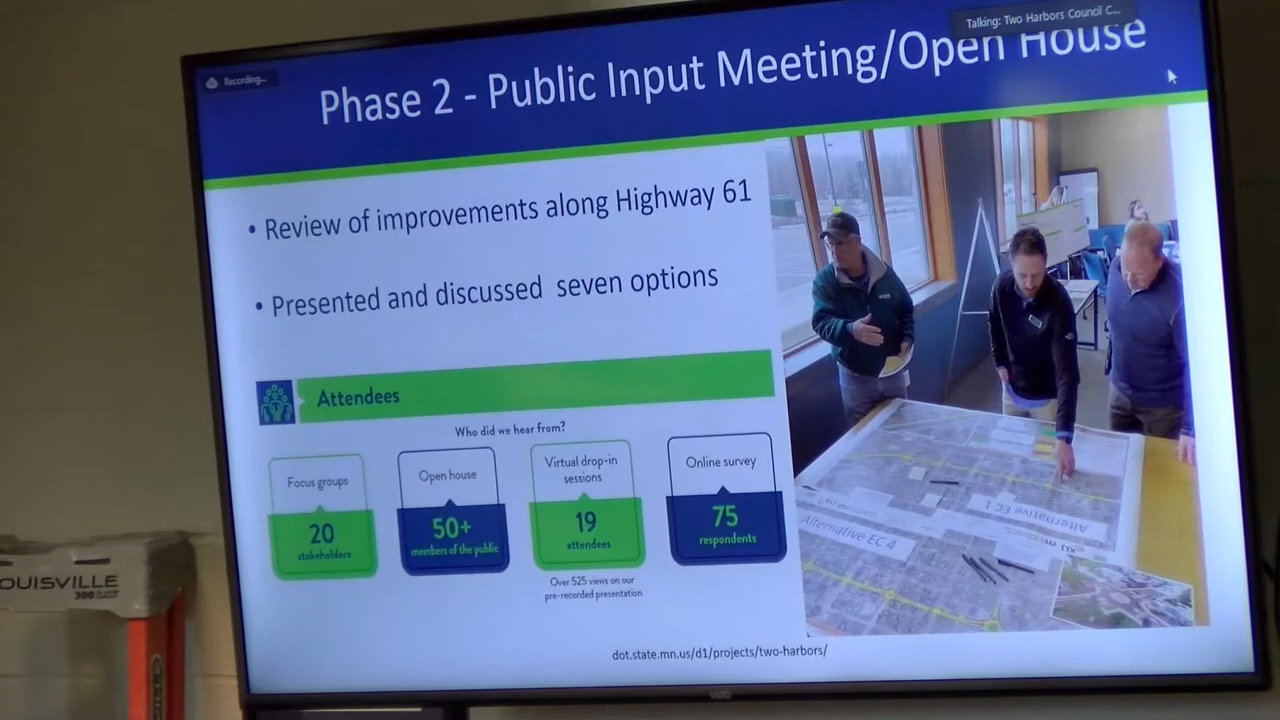 Talking: Two Harbors Council C...
Recording...
Phase 2 - Public Input Meeting/Open House
• Review of improvements along Highway 61
• Presented and discussed seven options
Attendees
Who did we hear from?
Focus groups
20
stakeholders
Open house
50+
members of the public
Virtual drop-in
sessions
19
attendees
Over 525 views on our
pre-recorded presentation
Online survey
75
respondents
Alternative EC 1
Alternative EC 4
dot.state.mn.us/d1/projects/two-harbors/
OUISVILLE
300
VIZIO